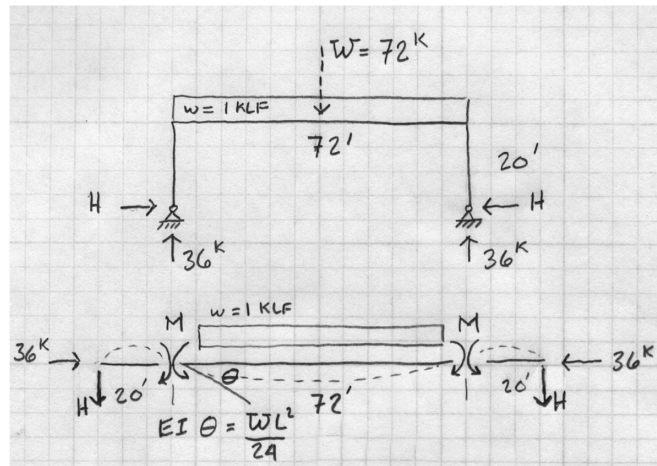 W = 72ᴷ
w = 1 KLF
72'
20'
H
H
36ᴷ
36ᴷ
w = 1 KLF
M
M
36ᴷ
36ᴷ
θ
20'
20'
H
72'
H
EI θ = WL²/24